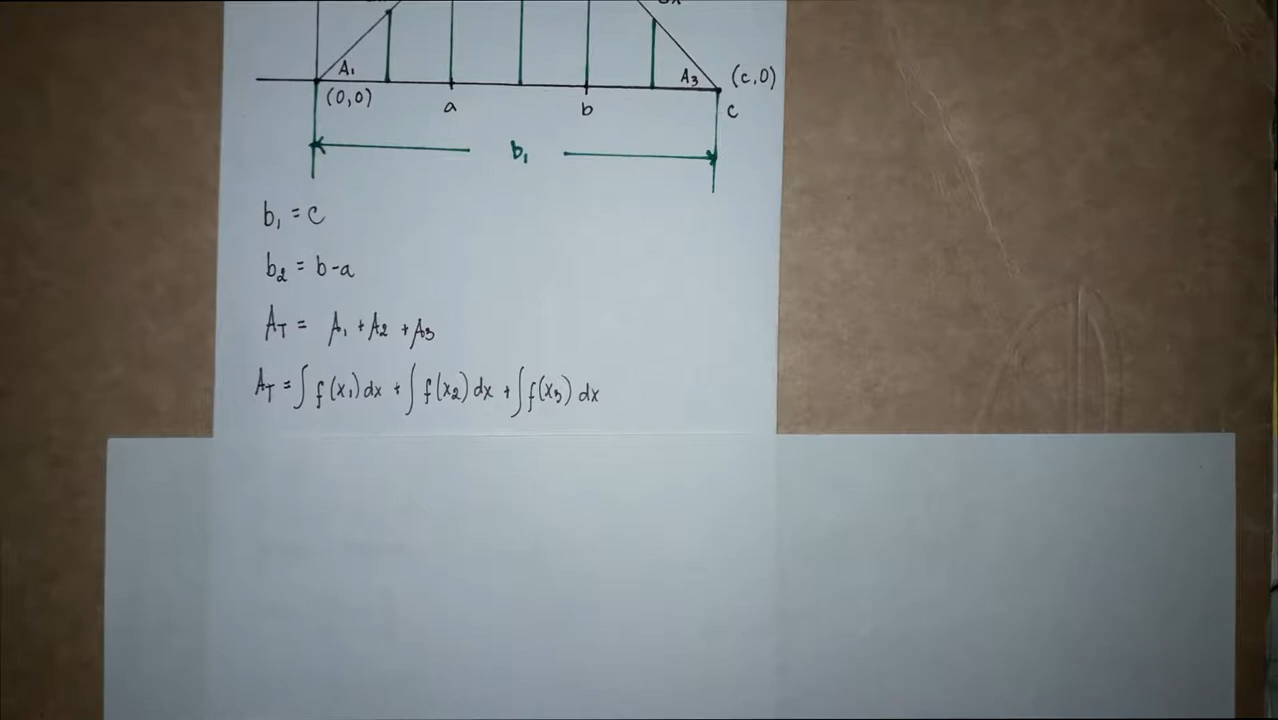 A₁
A₃
(c,0)
(0,0)
a
b
c
b₁
b₁ = c
b₂ = b-a
A_T = A₁ + A₂ + A₃
A_T = ∫ f(x₁) dx + ∫ f(x₂) dx + ∫ f(x₃) dx